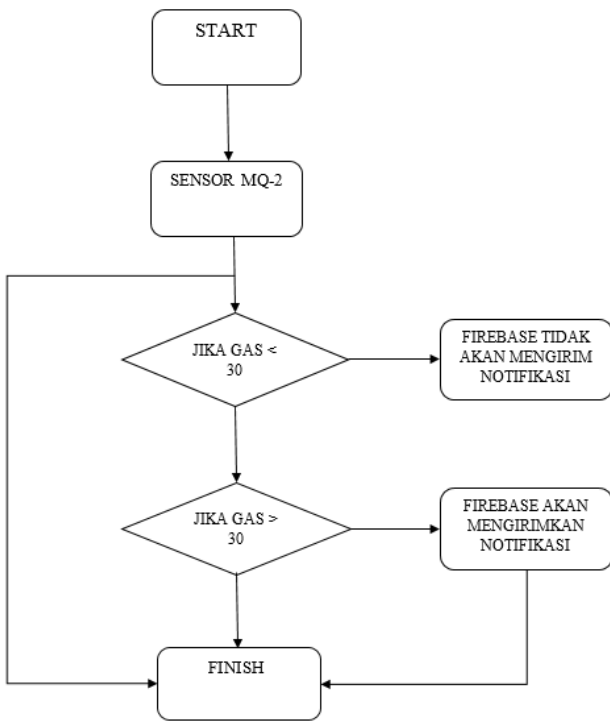 START
SENSOR MQ-2
JIKA GAS <
30
FIREBASE TIDAK
AKAN MENGIRIM
NOTIFIKASI
JIKA GAS >
30
FIREBASE AKAN
MENGIRIMKAN
NOTIFIKASI
FINISH